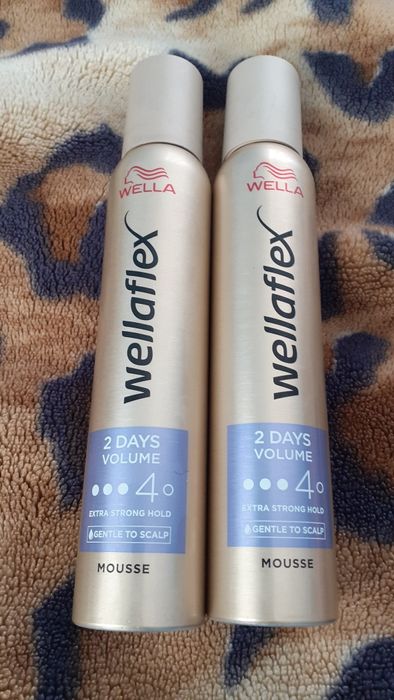 WELLA
wellaflex
2 DAYS
VOLUME
4
EXTRA STRONG HOLD
GENTLE TO SCALP
MOUSSE
WELLA
wellaflex
2 DAYS
VOLUME
4
EXTRA STRONG HOLD
GENTLE TO SCALP
MOUSSE